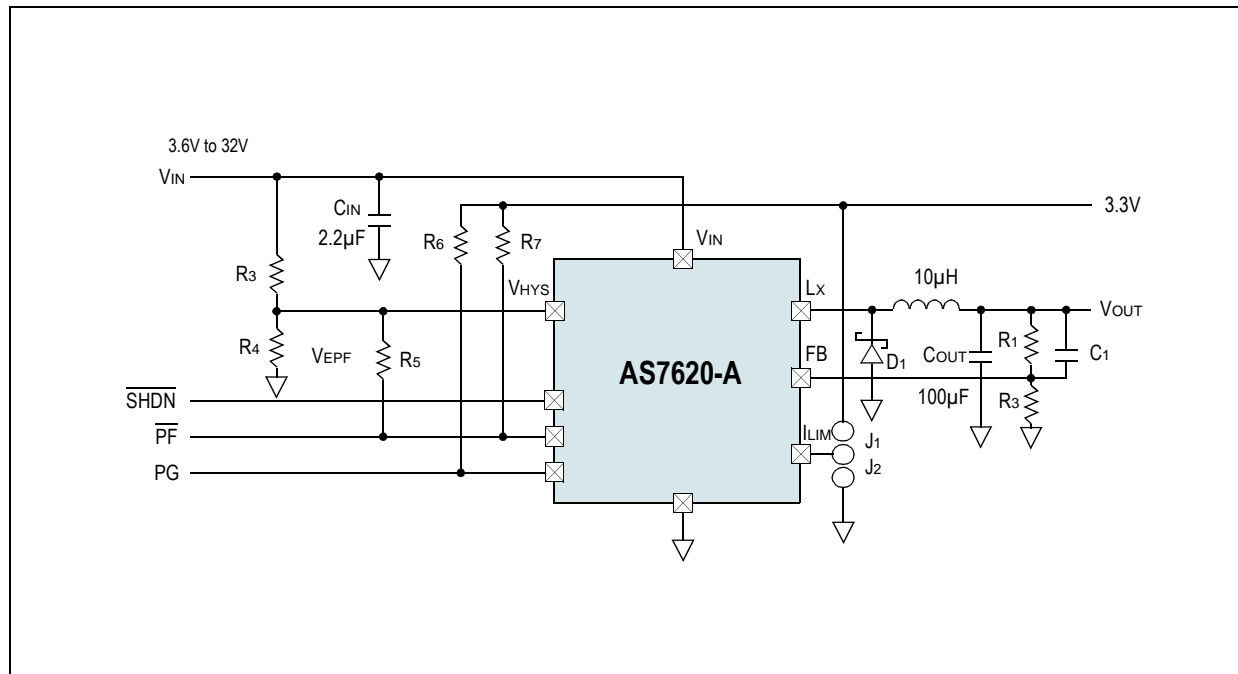 3.6V to 32V
VIN
CIN
2.2µF
R6
R7
3.3V
VIN
R3
VHYS
LX
10µH
VOUT
R4
VEPF
R5
AS7620-A
FB
D1
COUT
100µF
R1
C1
R3
SHDN
PF
PG
ILIM
J1
J2